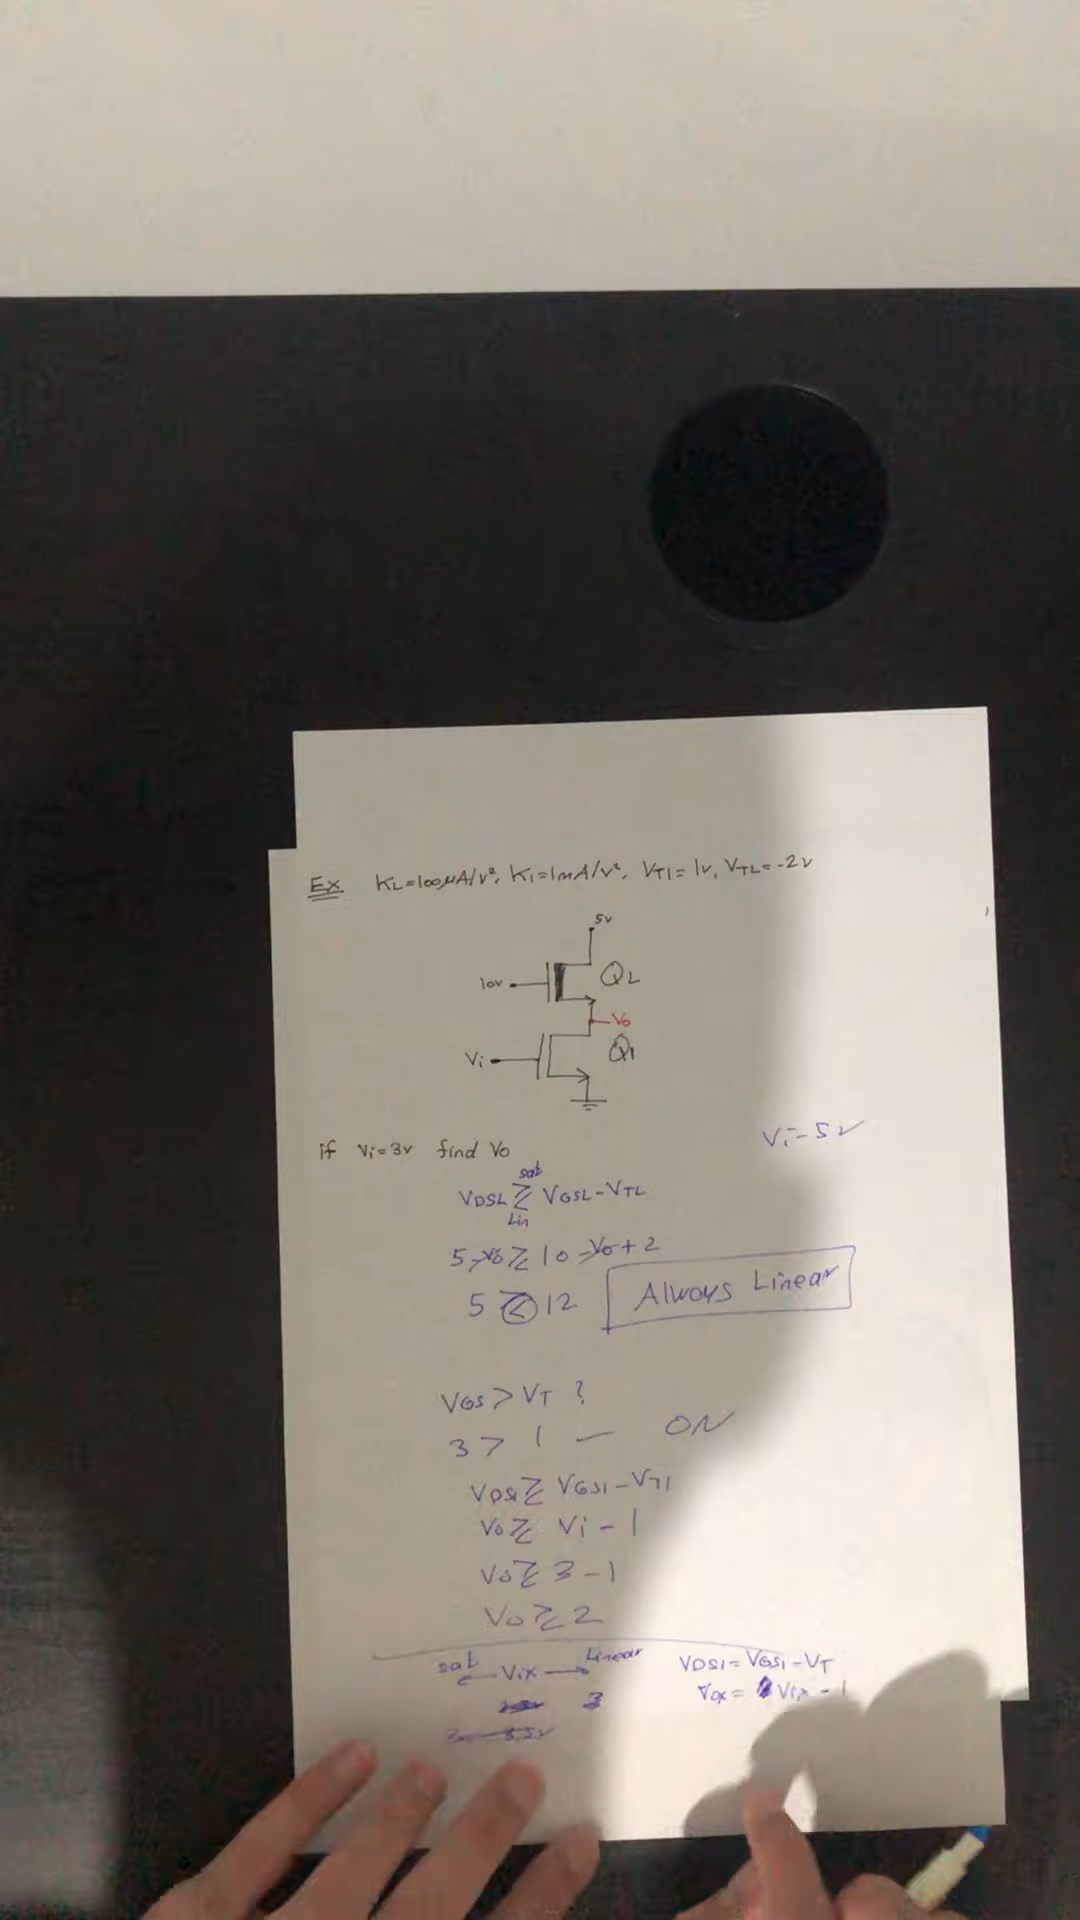 Ex KL=100μA/V², K1=1mA/V², VT1=1V, VTL=-2V
5V
10V
QL
Vo
Vi
Q1
Vi-5V
if Vi=3V find Vo
sat
VDSL ≷ VGSL-VTL
Lin
5-Vo ≥ 10-Vo+2
5 < 12 Always Linear
VGS > VT ?
3 > 1 — ON
VDS1 ≥ VGS1-VT1
Vo ≥ Vi-1
Vo ≥ 3-1
Vo ≥ 2
sat ← Vix → Linear
3
VDS1=VGS1-VT
Vox= Vix-1